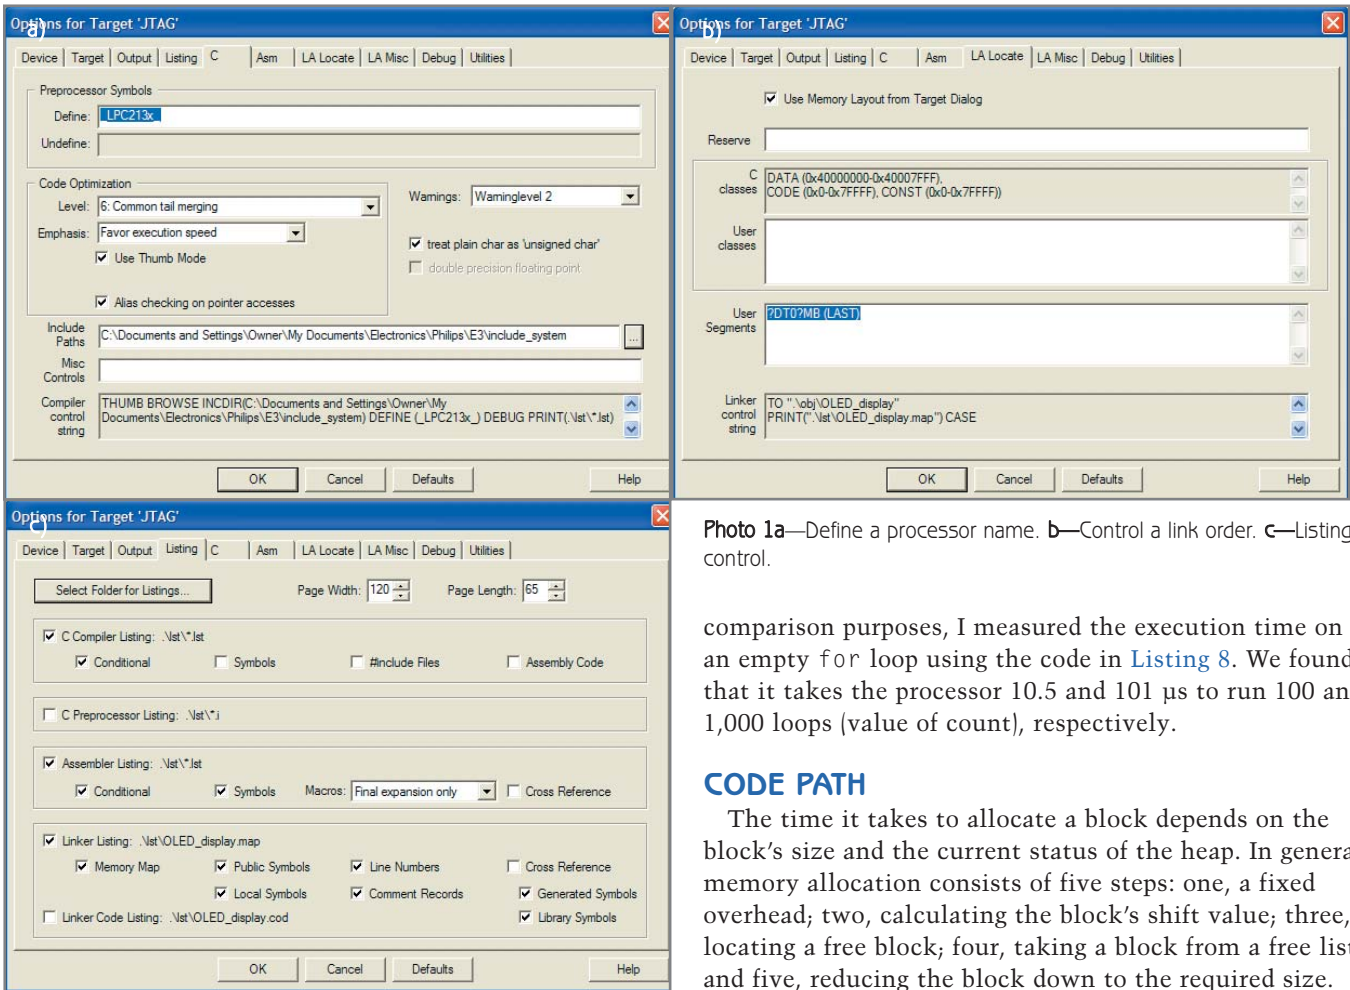 Options for Target 'JTAG'
a)
Device Target Output Listing C Asm LA Locate LA Misc Debug Utilities
Preprocessor Symbols
Define: _LPC213x_
Undefine:
Code Optimization
Level: 6: Common tail merging
Emphasis: Favor execution speed
Use Thumb Mode
Alias checking on pointer accesses
Warnings: Warninglevel 2
treat plain char as 'unsigned char'
double precision floating point
Include Paths C:\Documents and Settings\Owner\My Documents\Electronics\Philips\E3\include_system ...
Misc Controls
Compiler control string
THUMB BROWSE INCDIR(C:\Documents and Settings\Owner\My
Documents\Electronics\Philips\E3\include_system) DEFINE (_LPC213x_) DEBUG PRINT(.\lst\*.lst)
OK Cancel Defaults Help
Options for Target 'JTAG'
b)
Device Target Output Listing C Asm LA Locate LA Misc Debug Utilities
Use Memory Layout from Target Dialog
Reserve
C classes
DATA (0x40000000-0x40007FFF),
CODE (0x0-0x7FFFF), CONST (0x0-0x7FFFF))
User classes
User Segments
?DT0?MB (LAST)
Linker control string
TO ".\obj\OLED_display"
PRINT(".\lst\OLED_display.map") CASE
OK Cancel Defaults Help
Options for Target 'JTAG'
c)
Device Target Output Listing C Asm LA Locate LA Misc Debug Utilities
Select Folder for Listings... Page Width: 120 Page Length: 65
C Compiler Listing: .\lst\*.lst
Conditional Symbols #Include Files Assembly Code
C Preprocessor Listing: .\lst\*.i
Assembler Listing: .\lst\*.lst
Conditional Symbols Macros: Final expansion only Cross Reference
Linker Listing: .\lst\OLED_display.map
Memory Map Public Symbols Line Numbers Cross Reference
Local Symbols Comment Records Generated Symbols
Linker Code Listing: .\lst\OLED_display.cod Library Symbols
OK Cancel Defaults Help
Photo 1a—Define a processor name. b—Control a link order. c—Listing
control.
comparison purposes, I measured the execution time on
an empty for loop using the code in Listing 8. We found
that it takes the processor 10.5 and 101 µs to run 100 an
1,000 loops (value of count), respectively.
CODE PATH
The time it takes to allocate a block depends on the
block's size and the current status of the heap. In genera
memory allocation consists of five steps: one, a fixed
overhead; two, calculating the block's shift value; three,
locating a free block; four, taking a block from a free list
and five, reducing the block down to the required size.